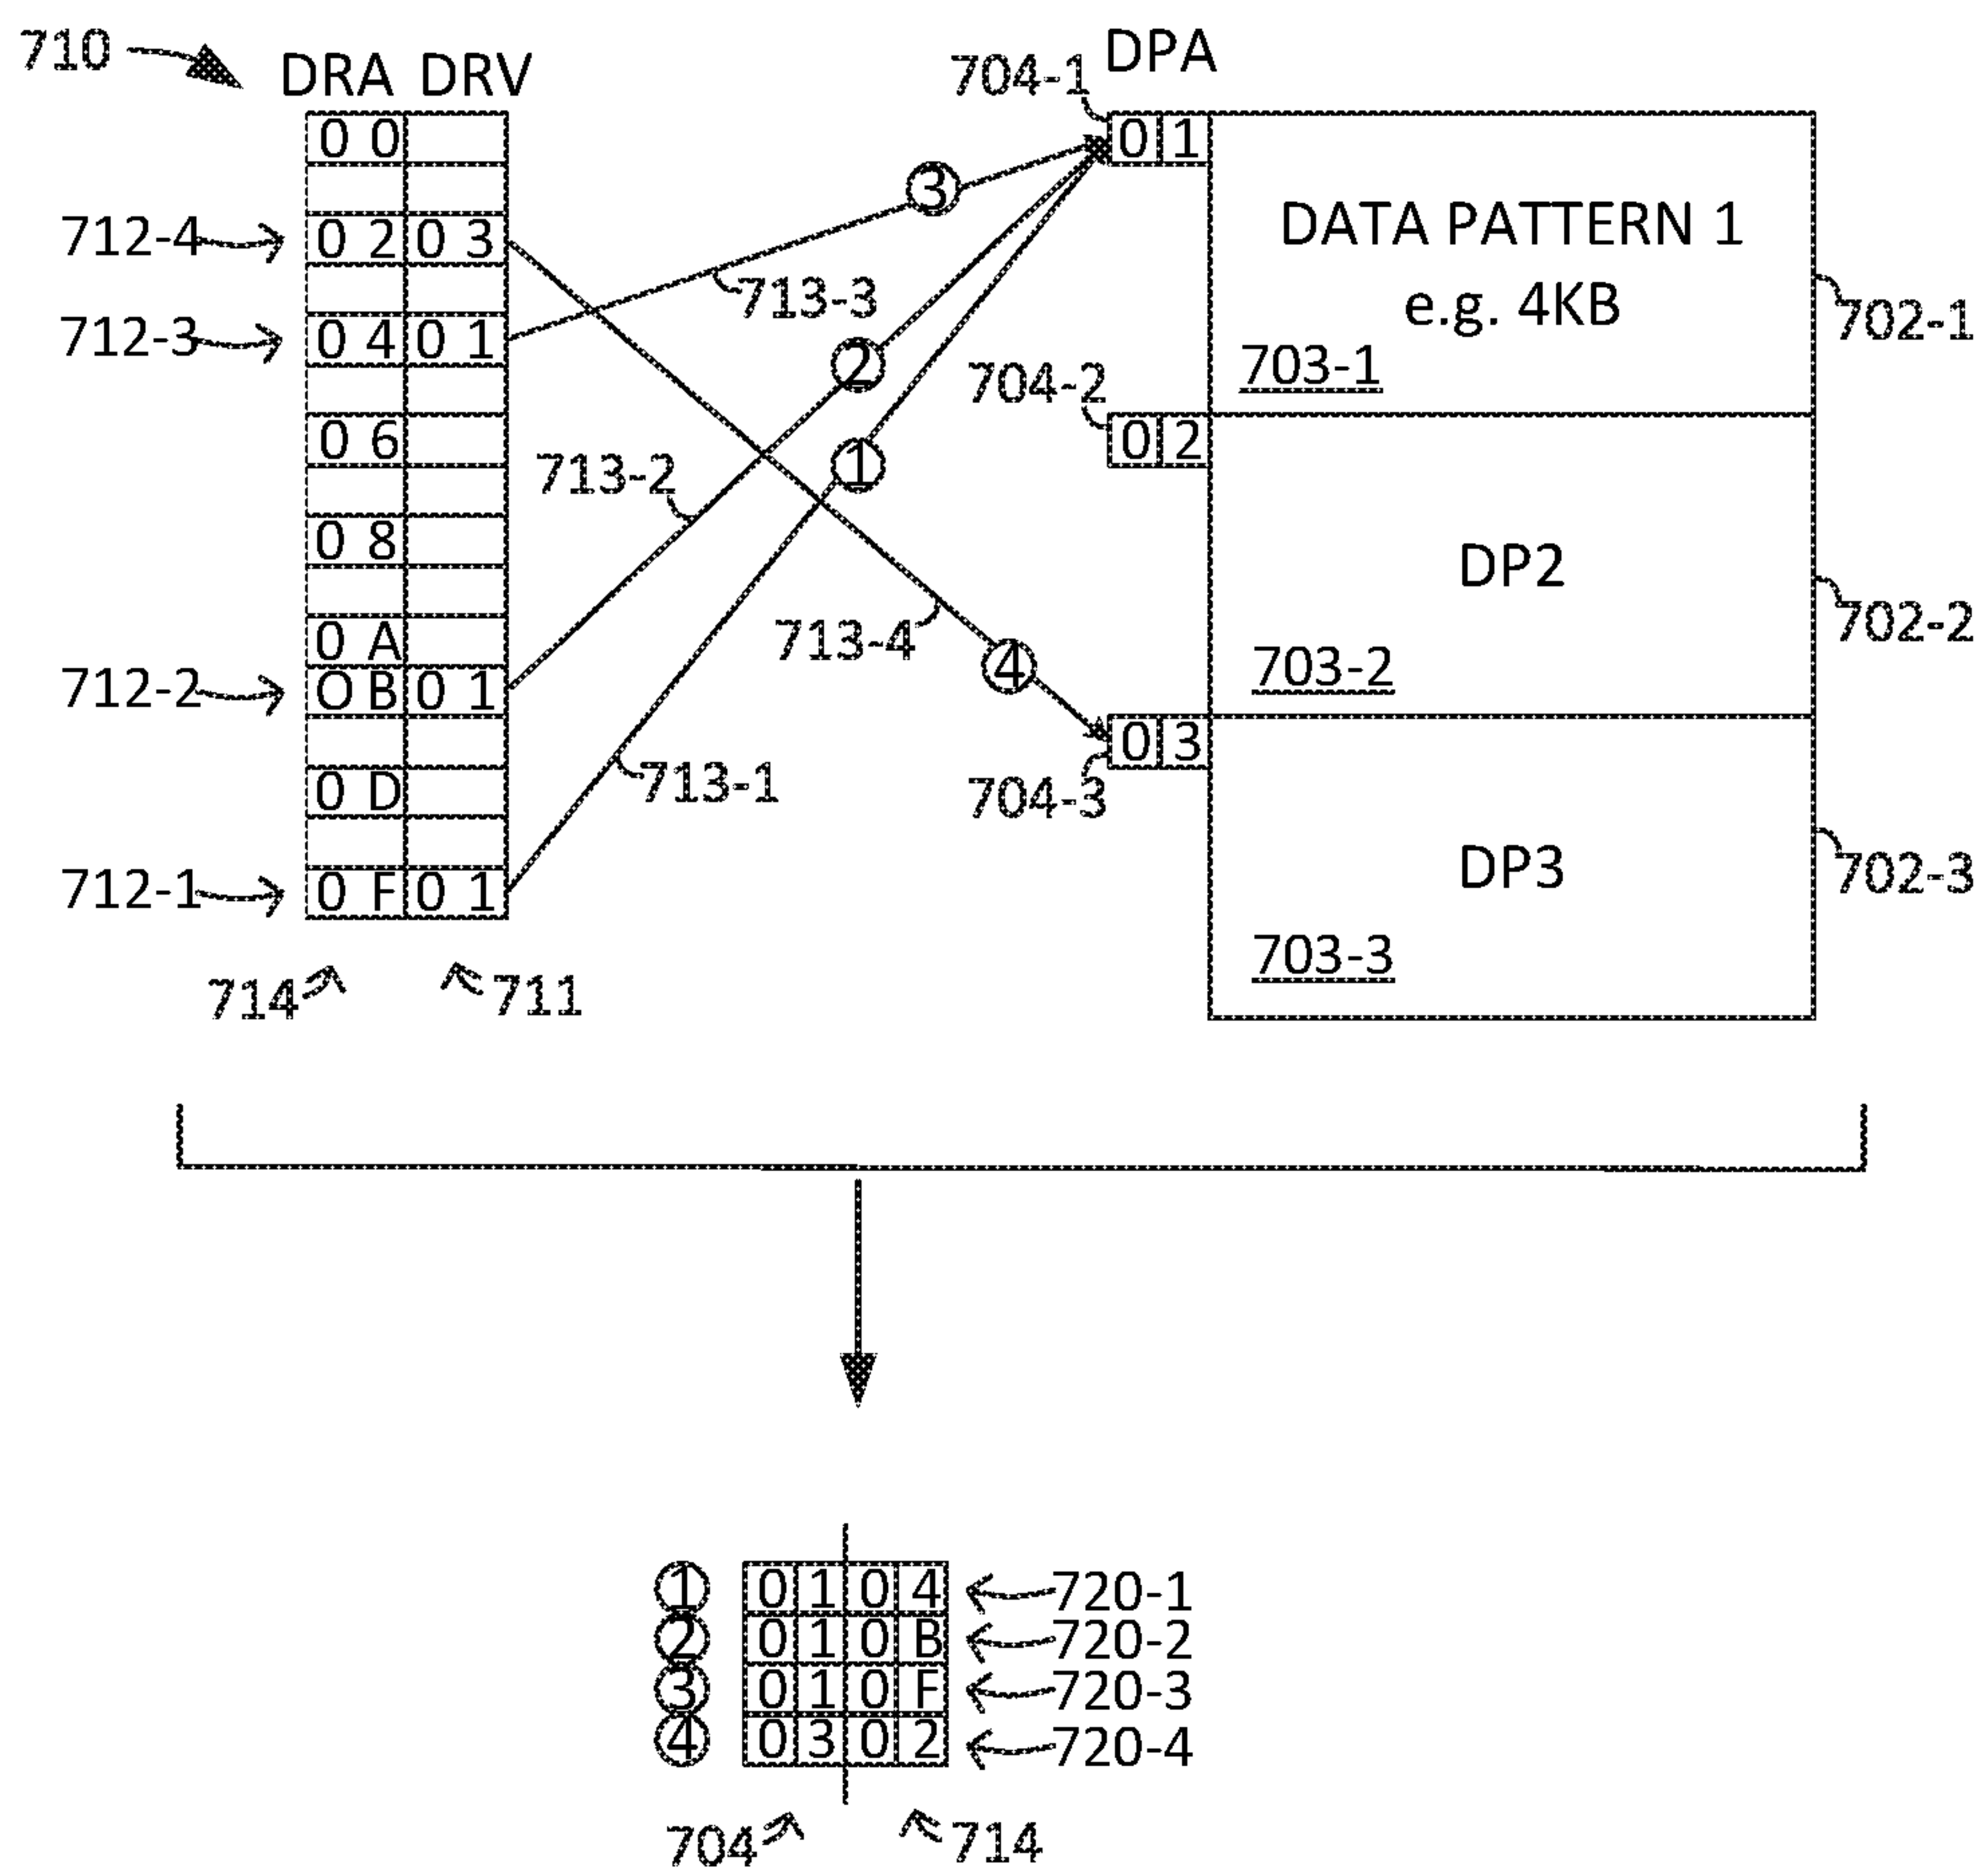 710
DRA DRV
DPA
704-1
0 0
0 1
3
DATA PATTERN 1
e.g. 4KB
712-4
0 2 0 3
713-3
702-1
712-3
0 4 0 1
2
704-2
703-1
0 6
0 2
713-2
1
0 8
DP2
713-4
0 A
4
703-2
702-2
712-2
O B 0 1
0 3
713-1
704-3
0 D
DP3
702-3
712-1
0 F 0 1
703-3
714
711
1 0 1 0 4 720-1
2 0 1 0 B 720-2
3 0 1 0 F 720-3
4 0 3 0 2 720-4
704 714